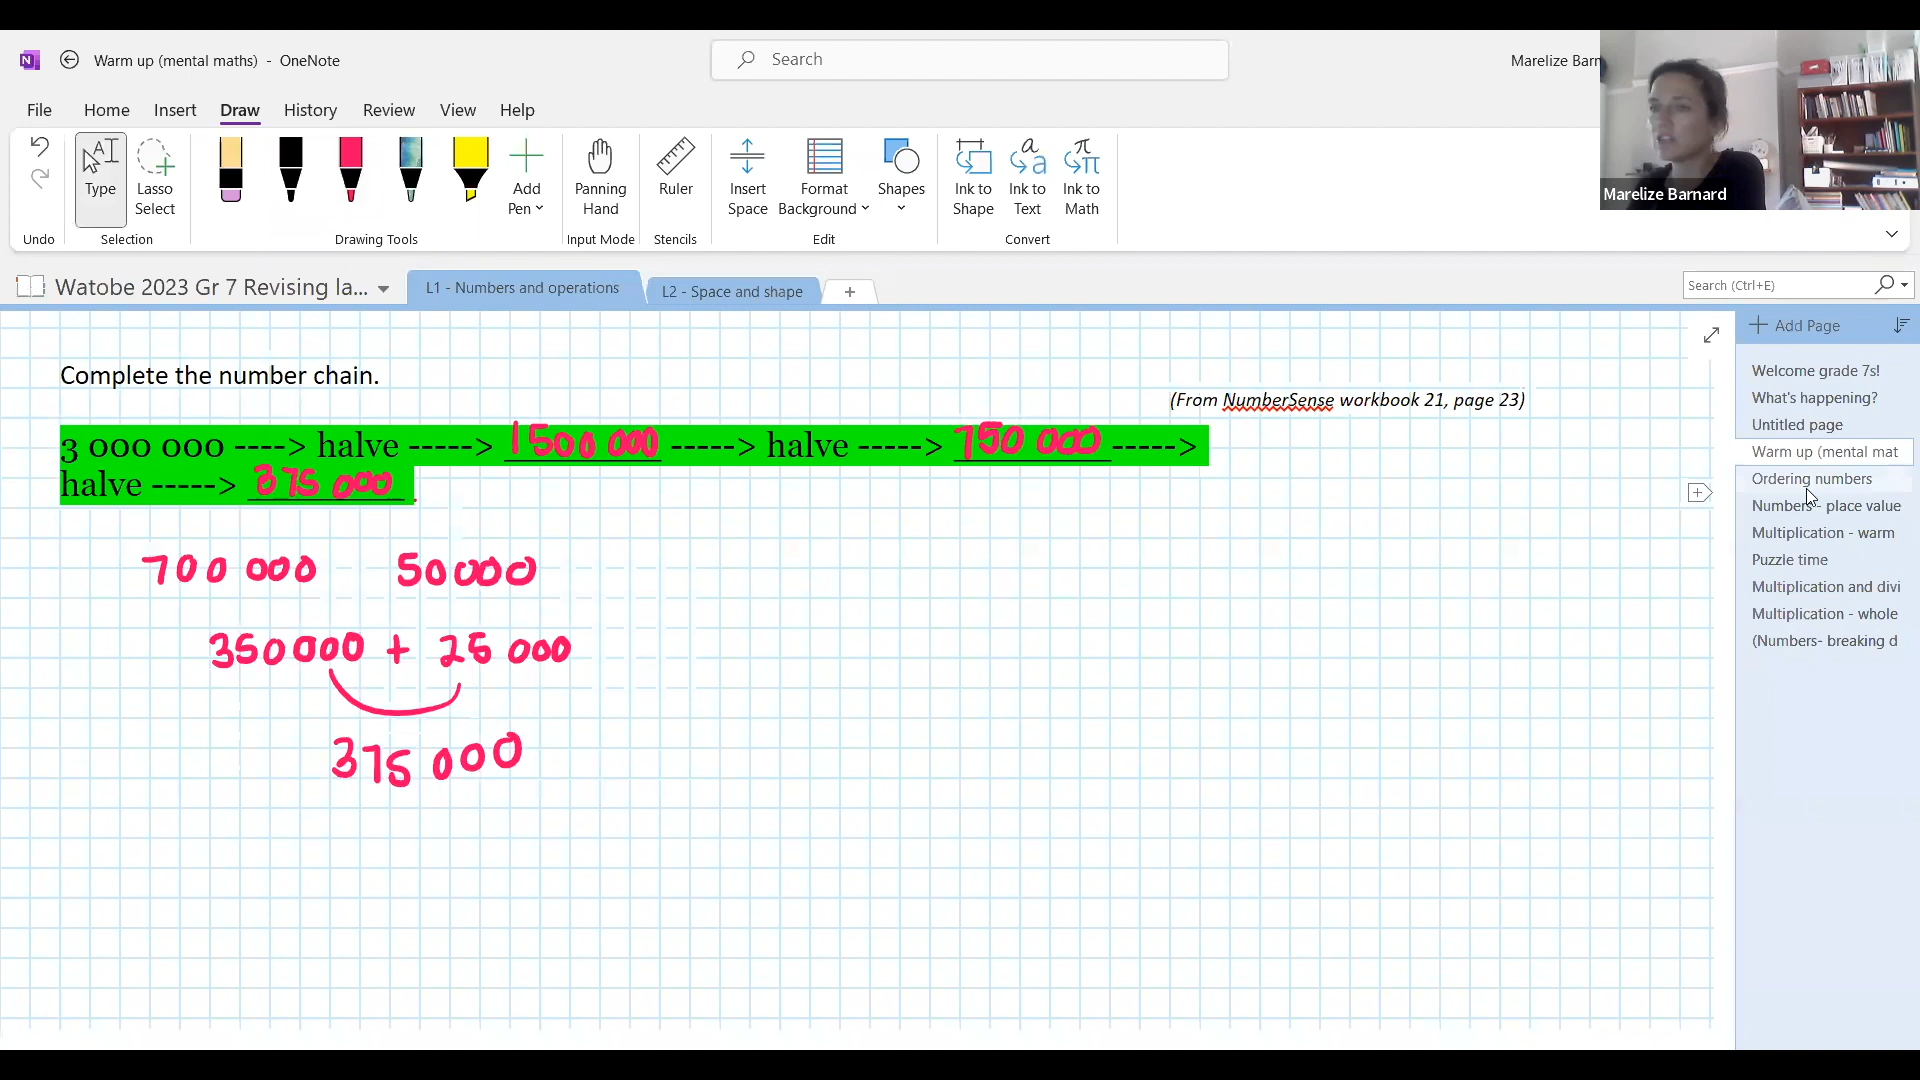 Warm up (mental maths) - OneNote
Search
Marelize Barn
File Home Insert Draw History Review View Help
Type
Lasso Select
Add Pen
Panning Hand
Ruler
Insert Space
Format Background
Shapes
Ink to Shape
Ink to Text
Ink to Math
Undo Selection Drawing Tools Input Mode Stencils Edit Convert
Marelize Barnard
Watobe 2023 Gr 7 Revising la...
L1 - Numbers and operations
L2 - Space and shape
Search (Ctrl+E)
Add Page
Welcome grade 7s!
What's happening?
Untitled page
Warm up (mental mat
Ordering numbers
Numbers - place value
Multiplication - warm
Puzzle time
Multiplication and divi
Multiplication - whole
(Numbers- breaking d
Complete the number chain.
(From NumberSense workbook 21, page 23)
3 000 000 ----> halve -----> 1500 000 -----> halve -----> 750 000 ----->
halve -----> 375 000 .
700 000 50000
350000 + 25 000
375 000